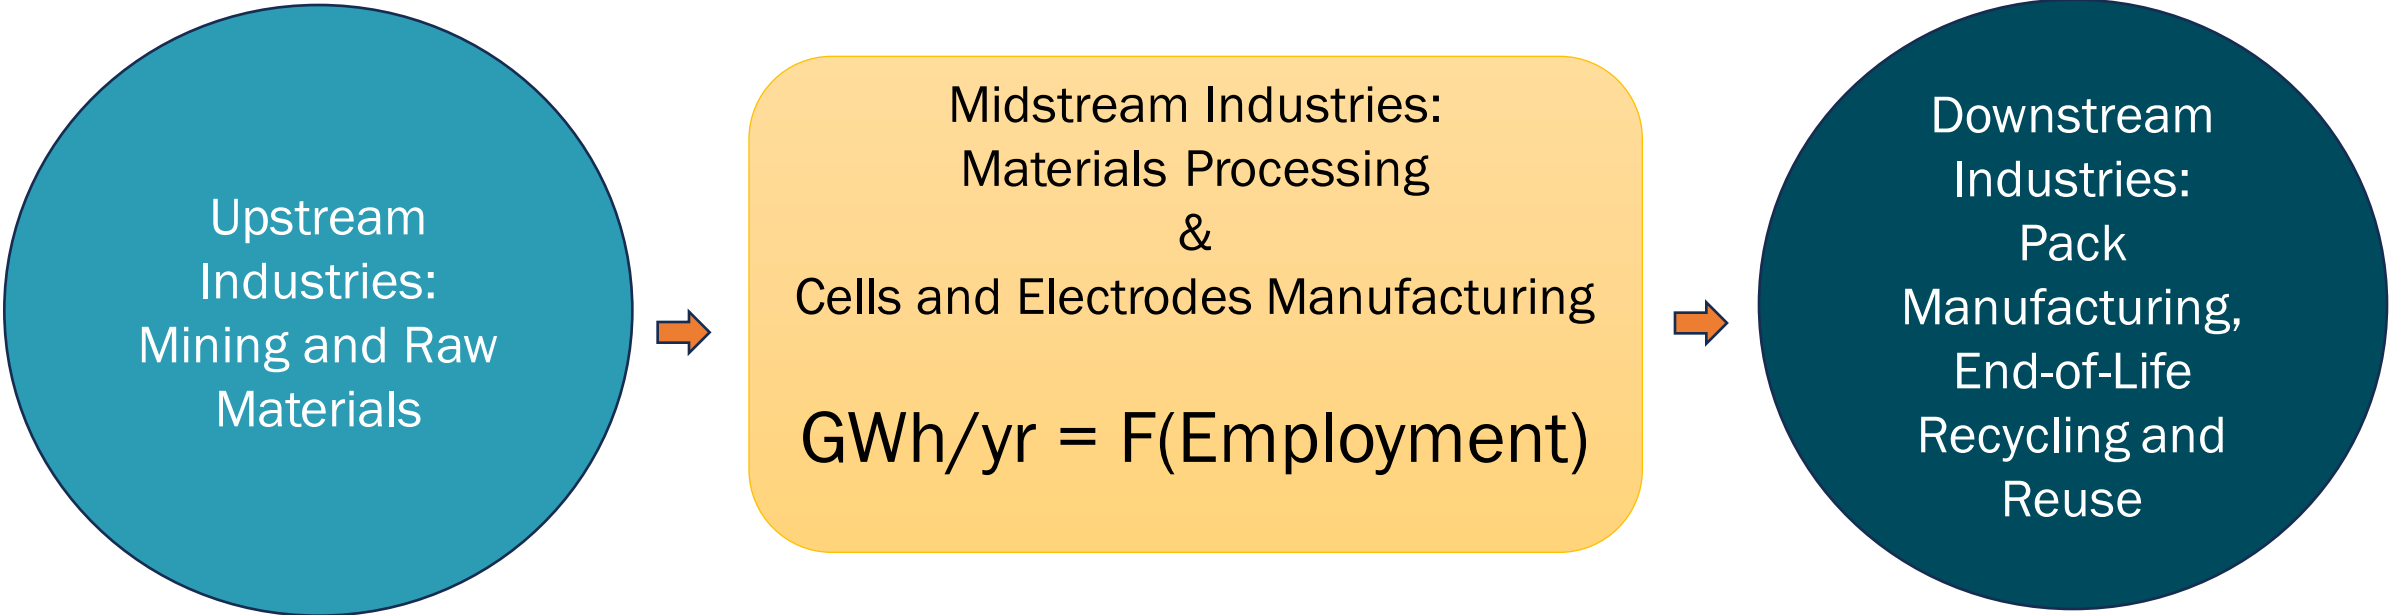 Upstream
Industries:
Mining and Raw
Materials
Midstream Industries:
Materials Processing
&
Cells and Electrodes Manufacturing
GWh/yr = F(Employment)
Downstream
Industries:
Pack
Manufacturing,
End-of-Life
Recycling and
Reuse